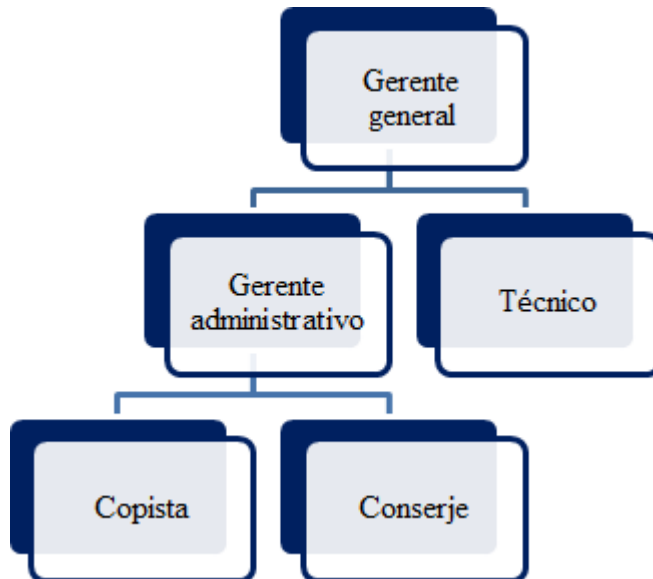 Gerente
general
Gerente
administrativo
Técnico
Copista
Conserje